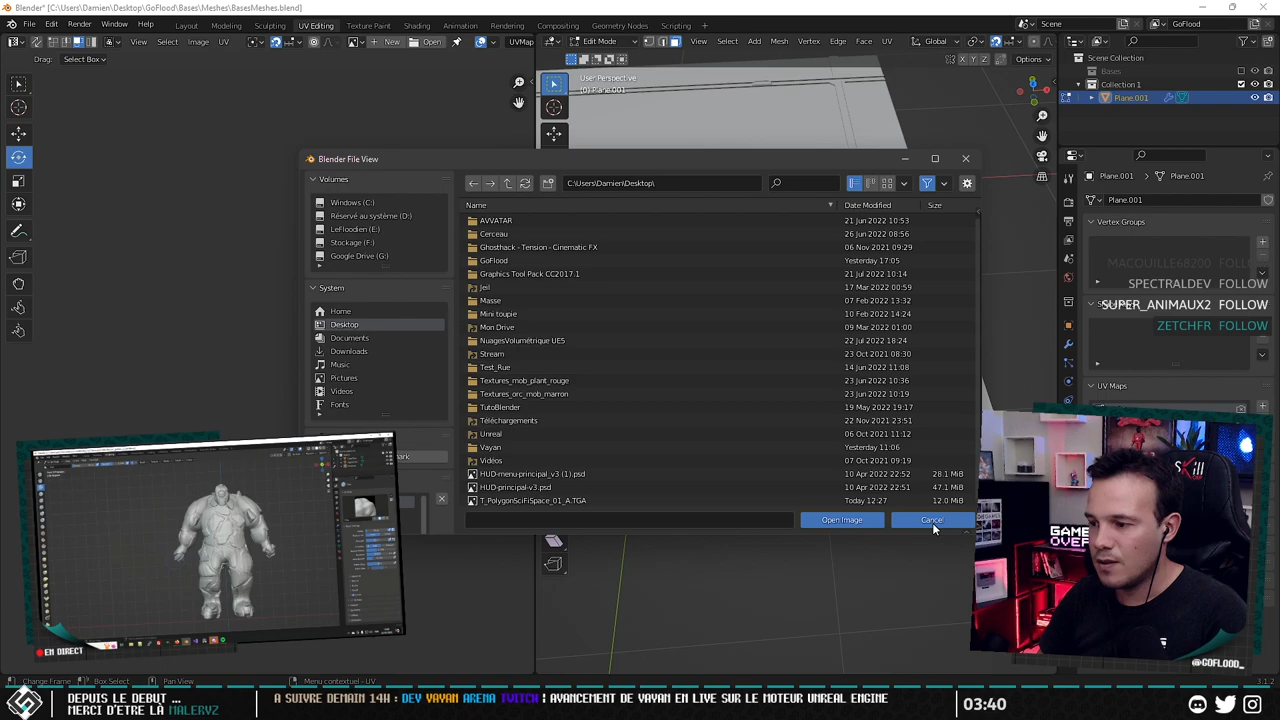 Blender* [C:\Users\Damien\Desktop\GoFlood\Bases\Meshes\BasesMeshes.blend]
File Edit Render Window Help Layout Modeling Sculpting UV Editing Texture Paint Shading Animation Rendering Compositing Geometry Nodes Scripting Scene GoFlood
View Select Image UV New Open UVMap Edit Mode View Select Add Mesh Vertex Edge Face UV Global
Drag: Select Box X Y Z Options
User Perspective
(0) Plane.001
Scene Collection
Bases
Collection 1
Plane.001
Blender File View
Volumes
Windows (C:)
Réservé au système (D:)
LeFloodien (E:)
Stockage (F:)
Google Drive (G:)
System
Home
Desktop
Documents
Downloads
Music
Pictures
Videos
Fonts
C:\Users\Damien\Desktop\
Name Date Modified Size
AVVATAR 21 Jun 2022 10:53
Cerceau 26 Jun 2022 08:56
Ghosthack - Tension - Cinematic FX 06 Nov 2021 09:29
GoFlood Yesterday 17:05
Graphics Tool Pack CC2017.1 21 Jul 2022 10:14
Jeil 17 Mar 2022 00:59
Masse 07 Feb 2022 13:32
Mini toupie 10 Feb 2022 14:24
Mon Drive 09 Mar 2022 01:00
NuagesVolumétrique UE5 22 Jul 2022 18:24
Stream 23 Oct 2021 08:30
Test_Rue 14 Jun 2022 11:08
Textures_mob_plant_rouge 23 Jun 2022 10:36
Textures_orc_mob_marron 23 Jun 2022 10:19
TutoBlender 19 May 2022 19:17
Téléchargements 22 Nov 2021 23:51
Unreal 06 Oct 2021 11:12
Vayan Yesterday 11:06
Vidéos 07 Oct 2021 09:19
HUD-menu-principal_v3 (1).psd 10 Apr 2022 22:52 28.1 MiB
HUD-principal-v3.psd 10 Apr 2022 22:51 47.1 MiB
T_PolygonSciFiSpace_01_A.TGA Today 12:27 12.0 MiB
Open Image Cancel
Plane.001 Plane.001
Plane.001
Vertex Groups
MACOUILLE68200 FOLLOW
SPECTRALDEV FOLLOW
SUPER_ANIMAUX2 FOLLOW
ZETCHFR FOLLOW
UV Maps
SKILL
GAME
OVER
EN DIRECT
@GOFLOOD_
Change Frame Box Select Pan View Menu contextuel - UV 3.1.2
DEPUIS LE DEBUT ...
MERCI D'ÊTRE LÀ MALERYZ
A SUIVRE DEMAIN 14H : DEV VAYAN ARENA TWITCH ; AVANCEMENT DE VAYAN EN LIVE SUR LE MOTEUR UNREAL ENGINE
03:40